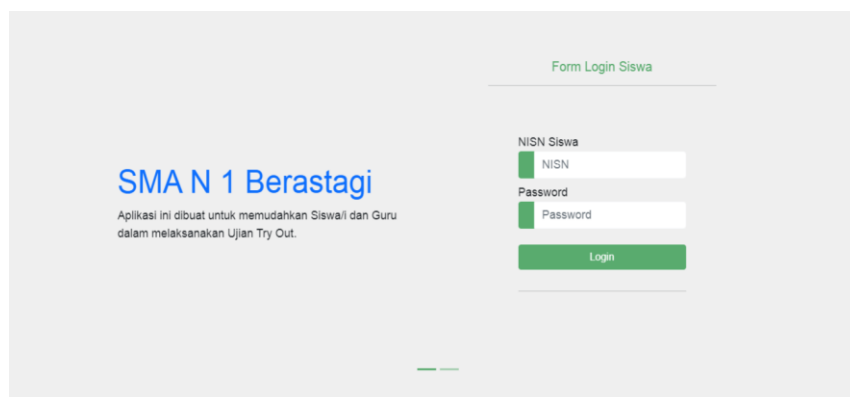 SMA N 1 Berastagi
Aplikasi ini dibuat untuk memudahkan Siswa/i dan Guru
dalam melaksanakan Ujian Try Out.
Form Login Siswa
NISN Siswa
NISN
Password
Password
Login